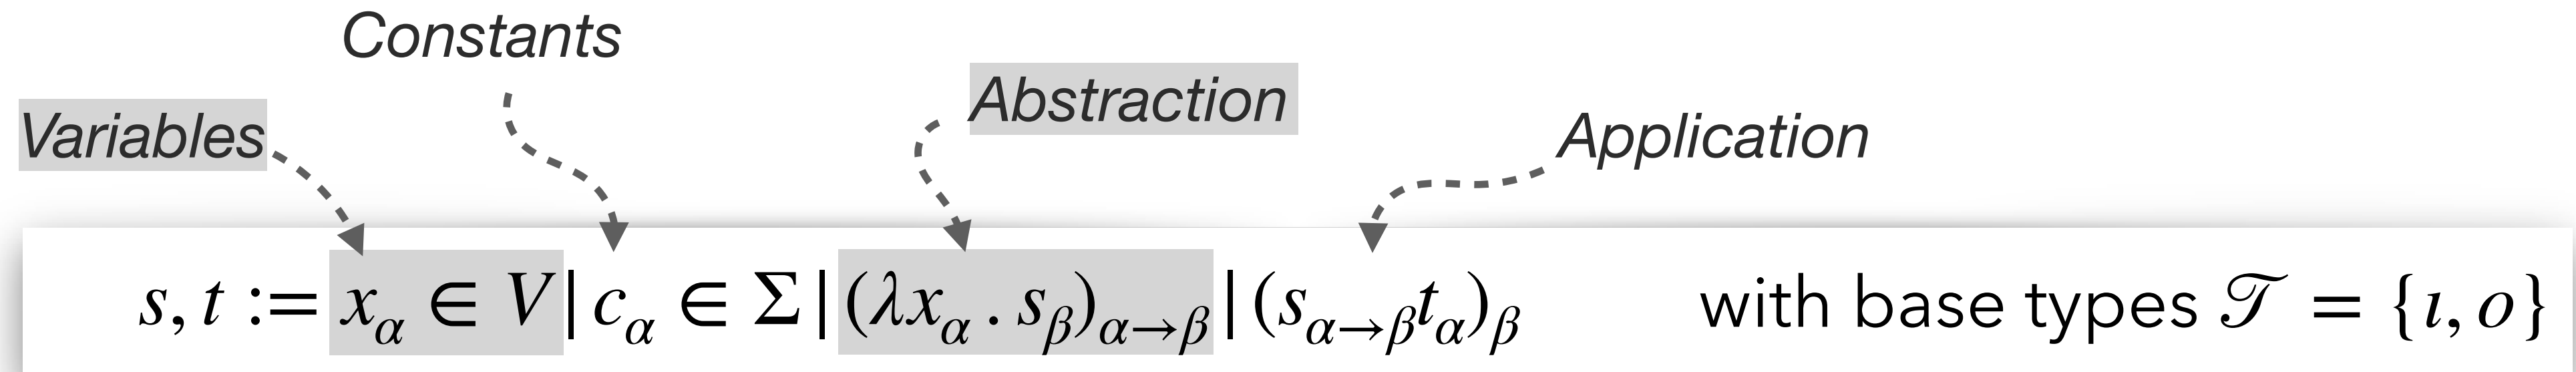 Constants
Abstraction
Variables
Application
s, t := x_α ∈ V | c_α ∈ Σ | (λx_α . s_β)_{α→β} | (s_{α→β} t_α)_β with base types 𝒯 = {ι, o}